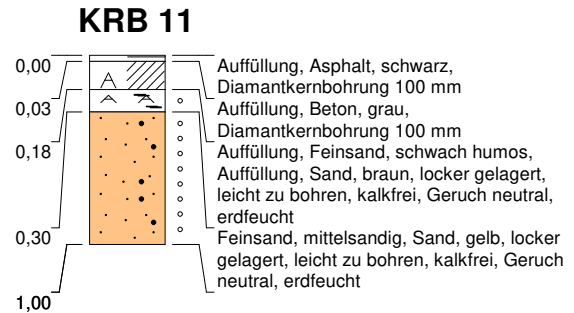 KRB 11
0,00
Auffüllung, Asphalt, schwarz,
Diamantkernbohrung 100 mm
0,03
Auffüllung, Beton, grau,
Diamantkernbohrung 100 mm
0,18
Auffüllung, Feinsand, schwach humos,
Auffüllung, Sand, braun, locker gelagert,
leicht zu bohren, kalkfrei, Geruch neutral,
erdfeucht
0,30
Feinsand, mittelsandig, Sand, gelb, locker
gelagert, leicht zu bohren, kalkfrei, Geruch
neutral, erdfeucht
1,00
A
A A